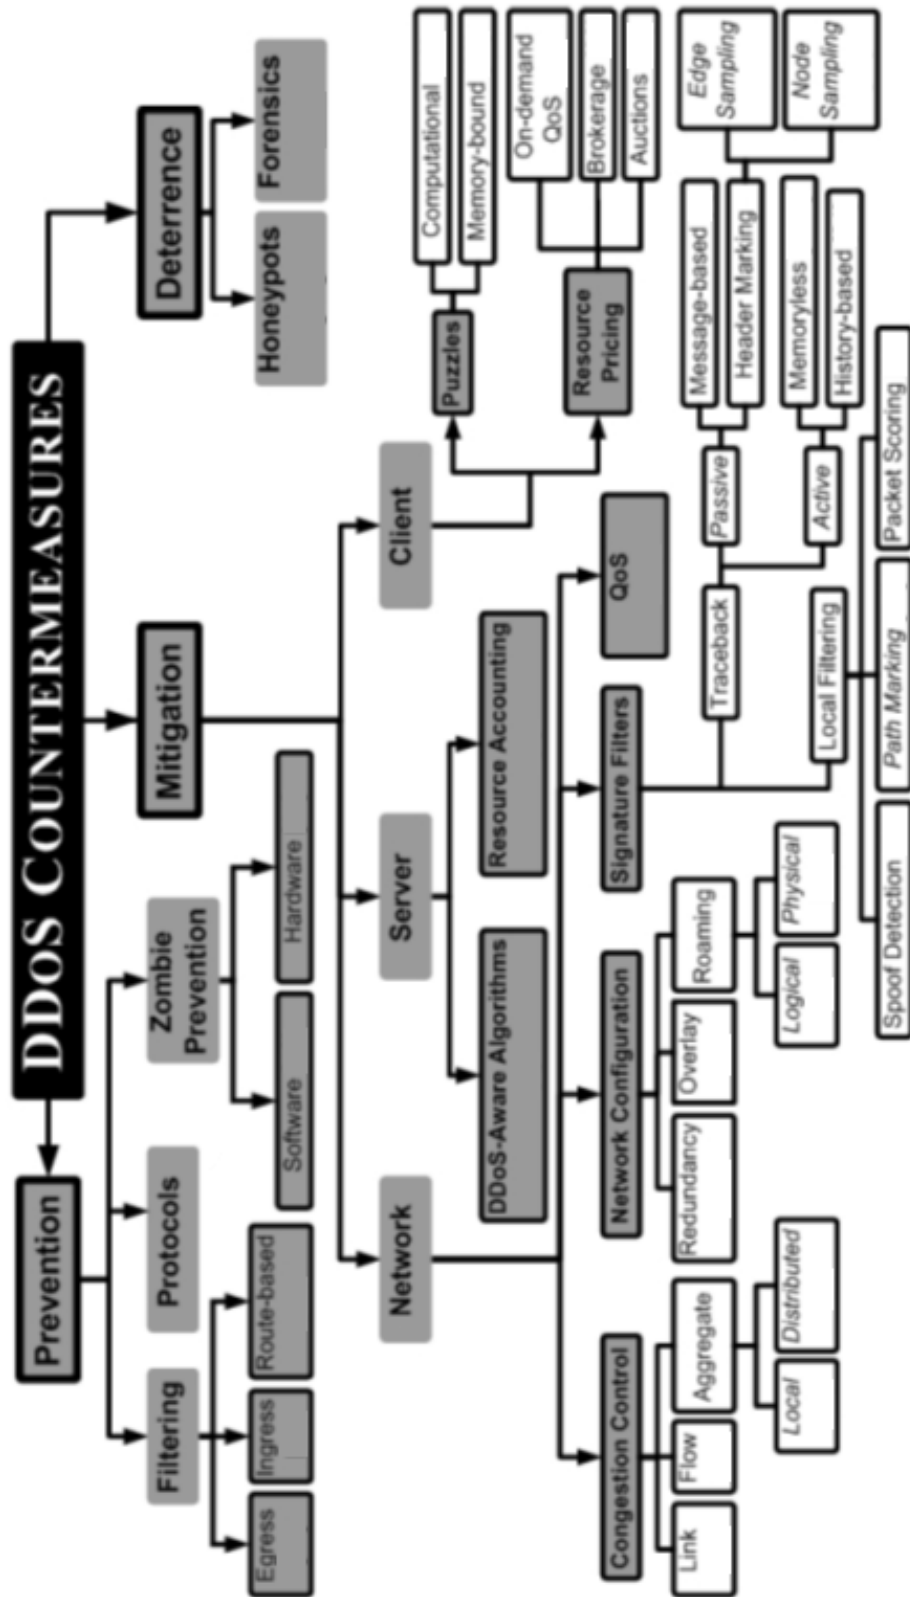 DDOS COUNTERMEASURES
Prevention
Mitigation
Deterrence
Filtering
Protocols
Zombie
Prevention
Honeypots
Forensics
Egress
Ingress
Route-based
Software
Hardware
Network
Server
Client
DDoS-Aware Algorithms
Resource Accounting
Puzzles
Computational
Memory-bound
Resource
Pricing
On-demand
QoS
Brokerage
Auctions
Congestion Control
Network Configuration
Signature Filters
QoS
Link
Flow
Aggregate
Local
Distributed
Redundancy
Overlay
Roaming
Logical
Physical
Traceback
Passive
Message-based
Header Marking
Edge
Sampling
Node
Sampling
Active
Memoryless
History-based
Local Filtering
Spoof Detection
Path Marking
Packet Scoring